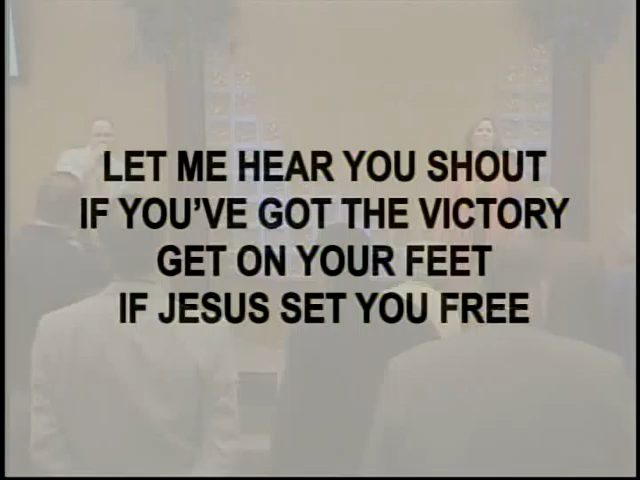 LET ME HEAR YOU SHOUT
IF YOU'VE GOT THE VICTORY
GET ON YOUR FEET
IF JESUS SET YOU FREE